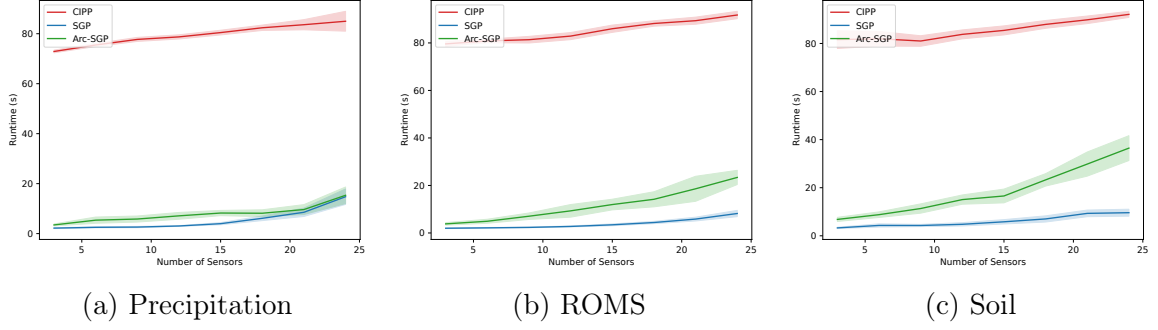 CIPP
SGP
Arc-SGP
80
60
40
20
0
Runtime (s)
5
10
15
20
25
Number of Sensors
(a) Precipitation
CIPP
SGP
Arc-SGP
80
60
40
20
0
Runtime (s)
5
10
15
20
25
Number of Sensors
(b) ROMS
CIPP
SGP
Arc-SGP
80
60
40
20
0
Runtime (s)
5
10
15
20
25
Number of Sensors
(c) Soil